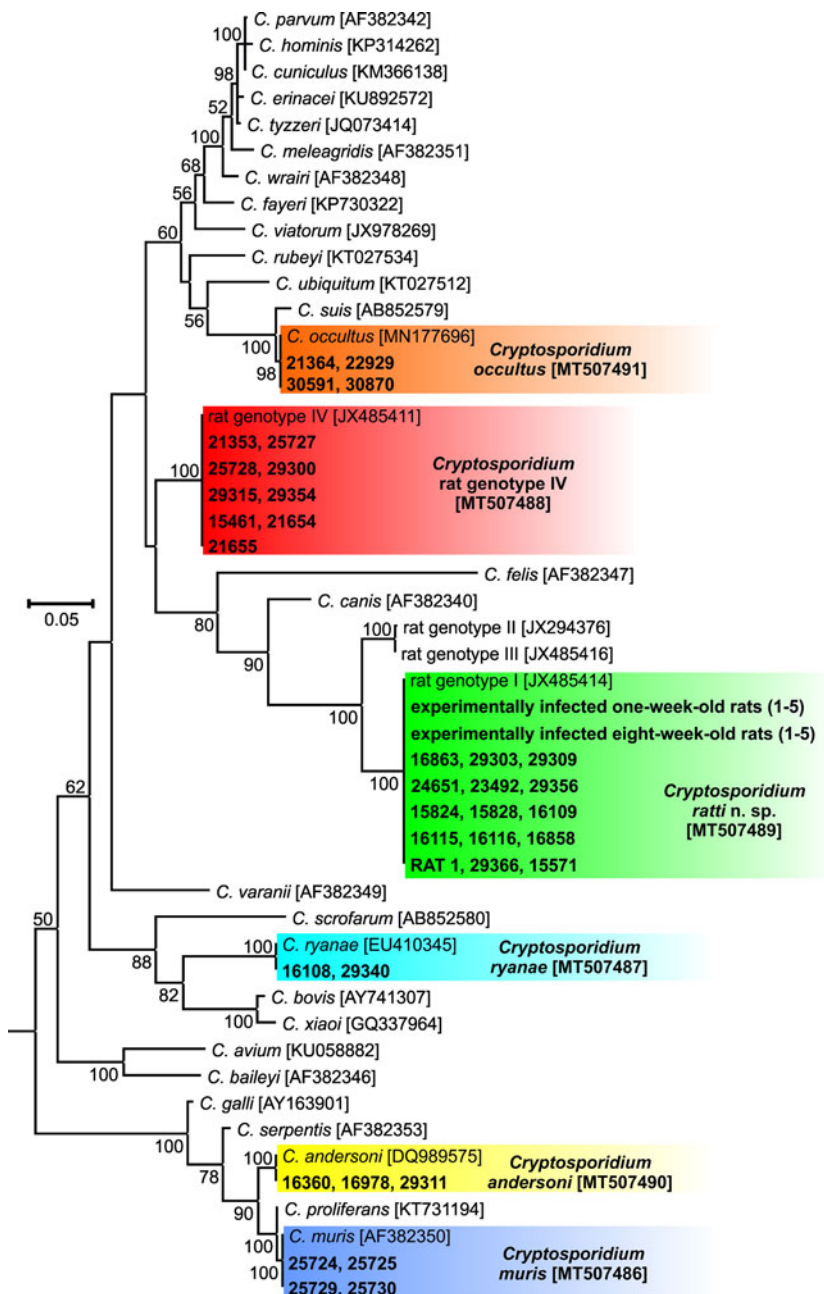 C. parvum [AF382342]
100
C. hominis [KP314262]
C. cuniculus [KM366138]
98
C. erinacei [KU892572]
52
C. tyzzeri [JQ073414]
100
C. meleagridis [AF382351]
68
C. wrairi [AF382348]
56
C. fayeri [KP730322]
60
C. viatorum [JX978269]
C. rubeyi [KT027534]
C. ubiquitum [KT027512]
56
C. suis [AB852579]
100
C. occultus [MN177696]
21364, 22929
98
30591, 30870
Cryptosporidium
occultus [MT507491]
rat genotype IV [JX485411]
21353, 25727
100
25728, 29300
29315, 29354
15461, 21654
21655
Cryptosporidium
rat genotype IV
[MT507488]
C. felis [AF382347]
0.05
80
C. canis [AF382340]
90
100
rat genotype II [JX294376]
rat genotype III [JX485416]
100
rat genotype I [JX485414]
experimentally infected one-week-old rats (1-5)
experimentally infected eight-week-old rats (1-5)
100
16863, 29303, 29309
24651, 23492, 29356
15824, 15828, 16109
16115, 16116, 16858
RAT 1, 29366, 15571
Cryptosporidium
ratti n. sp.
[MT507489]
62
C. varanii [AF382349]
50
C. scrofarum [AB852580]
88
100
C. ryanae [EU410345]
16108, 29340
Cryptosporidium
ryanae [MT507487]
82
C. bovis [AY741307]
100
C. xiaoi [GQ337964]
C. avium [KU058882]
100
C. baileyi [AF382346]
C. galli [AY163901]
100
C. serpentis [AF382353]
78
100
C. andersoni [DQ989575]
16360, 16978, 29311
Cryptosporidium
andersoni [MT507490]
90
C. proliferans [KT731194]
100
C. muris [AF382350]
25724, 25725
100
25729, 25730
Cryptosporidium
muris [MT507486]